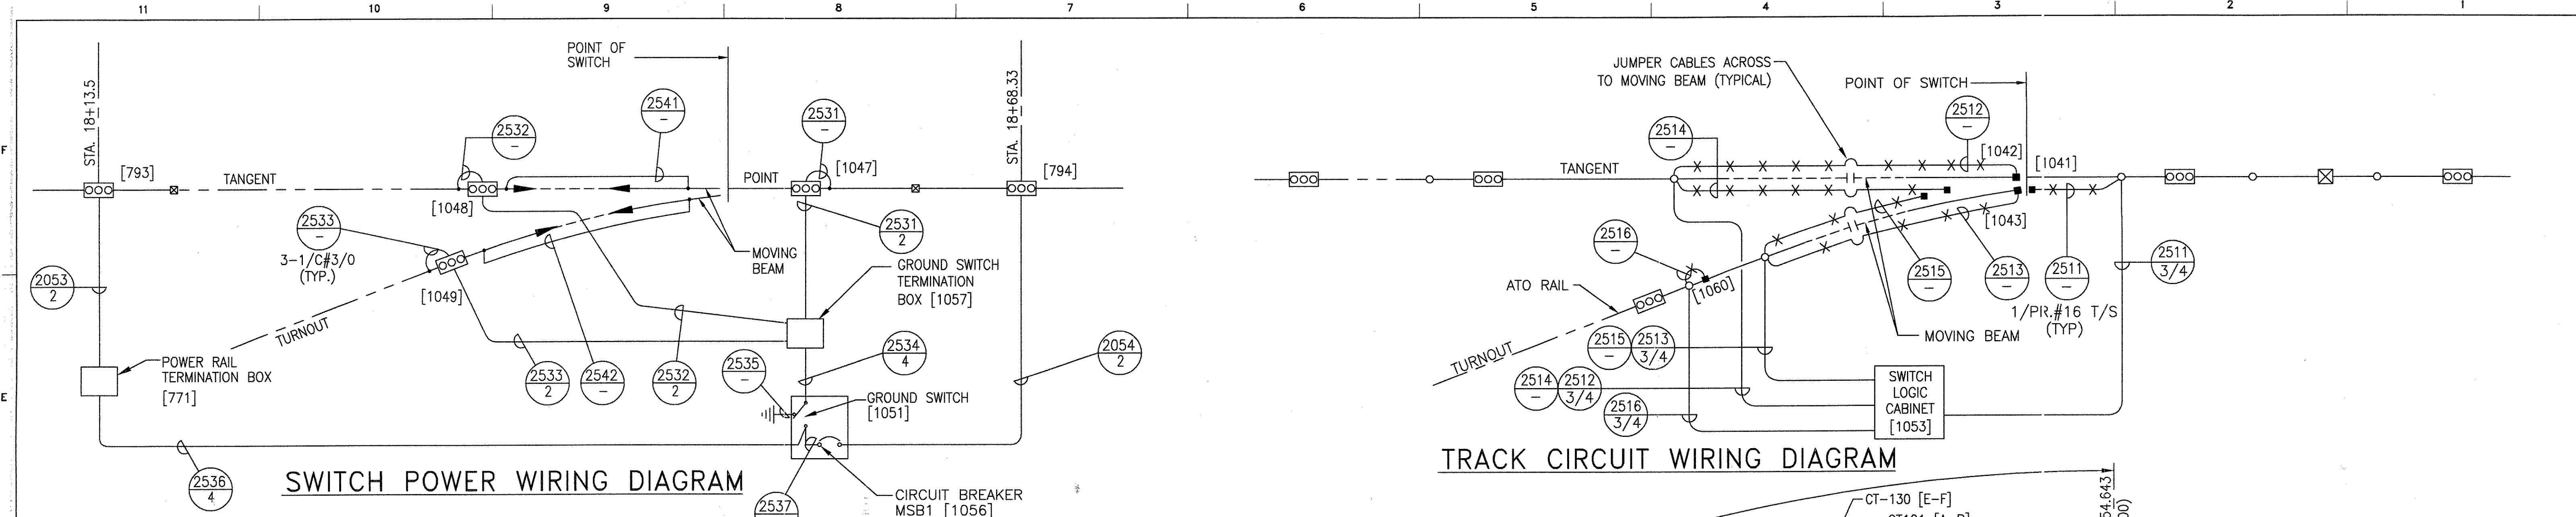 11
10
9
8
7
6
5
4
3
2
1
F
E
POINT OF
SWITCH
STA. 18+13.5
[793]
TANGENT
2532
–
2541
–
2531
–
[1047]
POINT
STA. 18+68.33
[794]
[1048]
2533
–
3-1/C#3/0
(TYP.)
[1049]
2053
2
TURNOUT
MOVING
BEAM
2531
2
GROUND SWITCH
TERMINATION
BOX [1057]
POWER RAIL
TERMINATION BOX
[771]
2533
2
2542
–
2532
2
2535
–
2534
4
2054
2
GROUND SWITCH
[1051]
2536
4
SWITCH POWER WIRING DIAGRAM
2537
CIRCUIT BREAKER
MSB1 [1056]
JUMPER CABLES ACROSS
TO MOVING BEAM (TYPICAL)
POINT OF SWITCH
2512
–
2514
–
[1042]
[1041]
TANGENT
2516
–
[1043]
ATO RAIL
[1060]
2515
–
2513
–
2511
–
2511
3/4
1/PR.#16 T/S
(TYP)
MOVING BEAM
TURNOUT
2515
–
2513
3/4
2514
–
2512
3/4
2516
3/4
SWITCH
LOGIC
CABINET
[1053]
TRACK CIRCUIT WIRING DIAGRAM
CT-130 [E-F]
54.643
00)